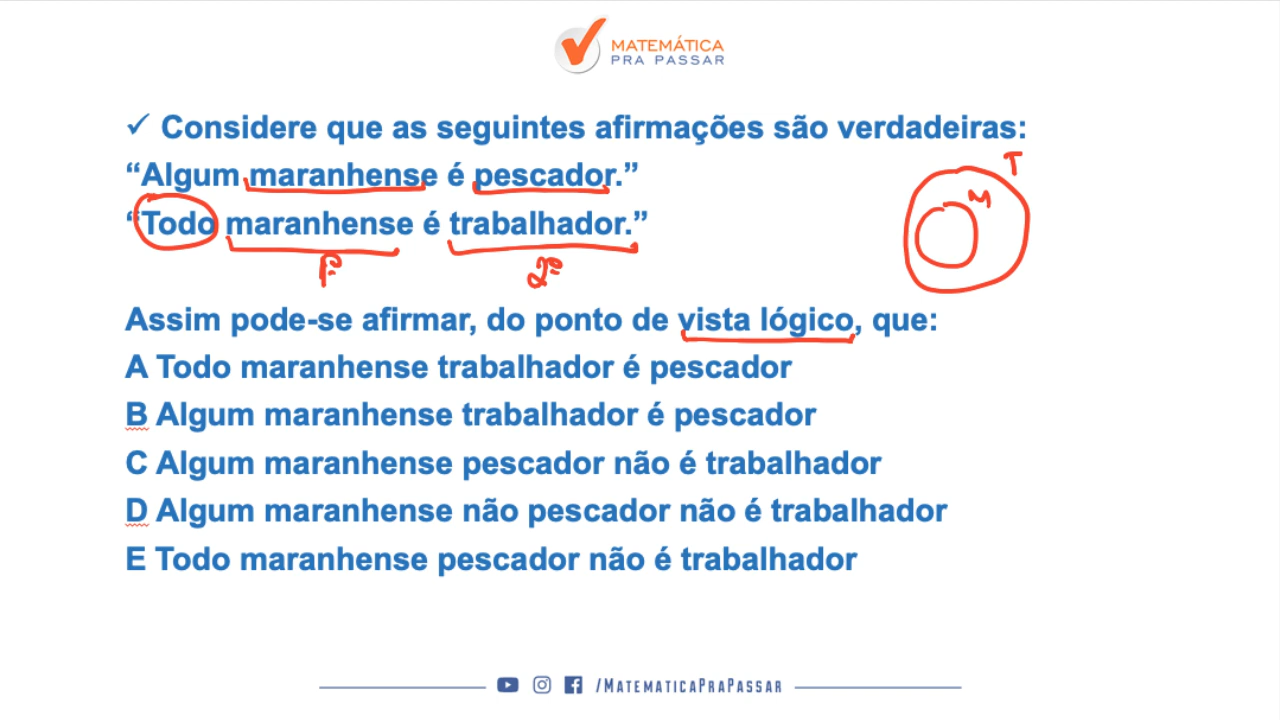 MATEMÁTICA
PRA PASSAR
✓ Considere que as seguintes afirmações são verdadeiras:
“Algum maranhense é pescador.”
“Todo maranhense é trabalhador.”
1º 2º
T
M
Assim pode-se afirmar, do ponto de vista lógico, que:
A Todo maranhense trabalhador é pescador
B Algum maranhense trabalhador é pescador
C Algum maranhense pescador não é trabalhador
D Algum maranhense não pescador não é trabalhador
E Todo maranhense pescador não é trabalhador
/MATEMATICAPRAPASSAR